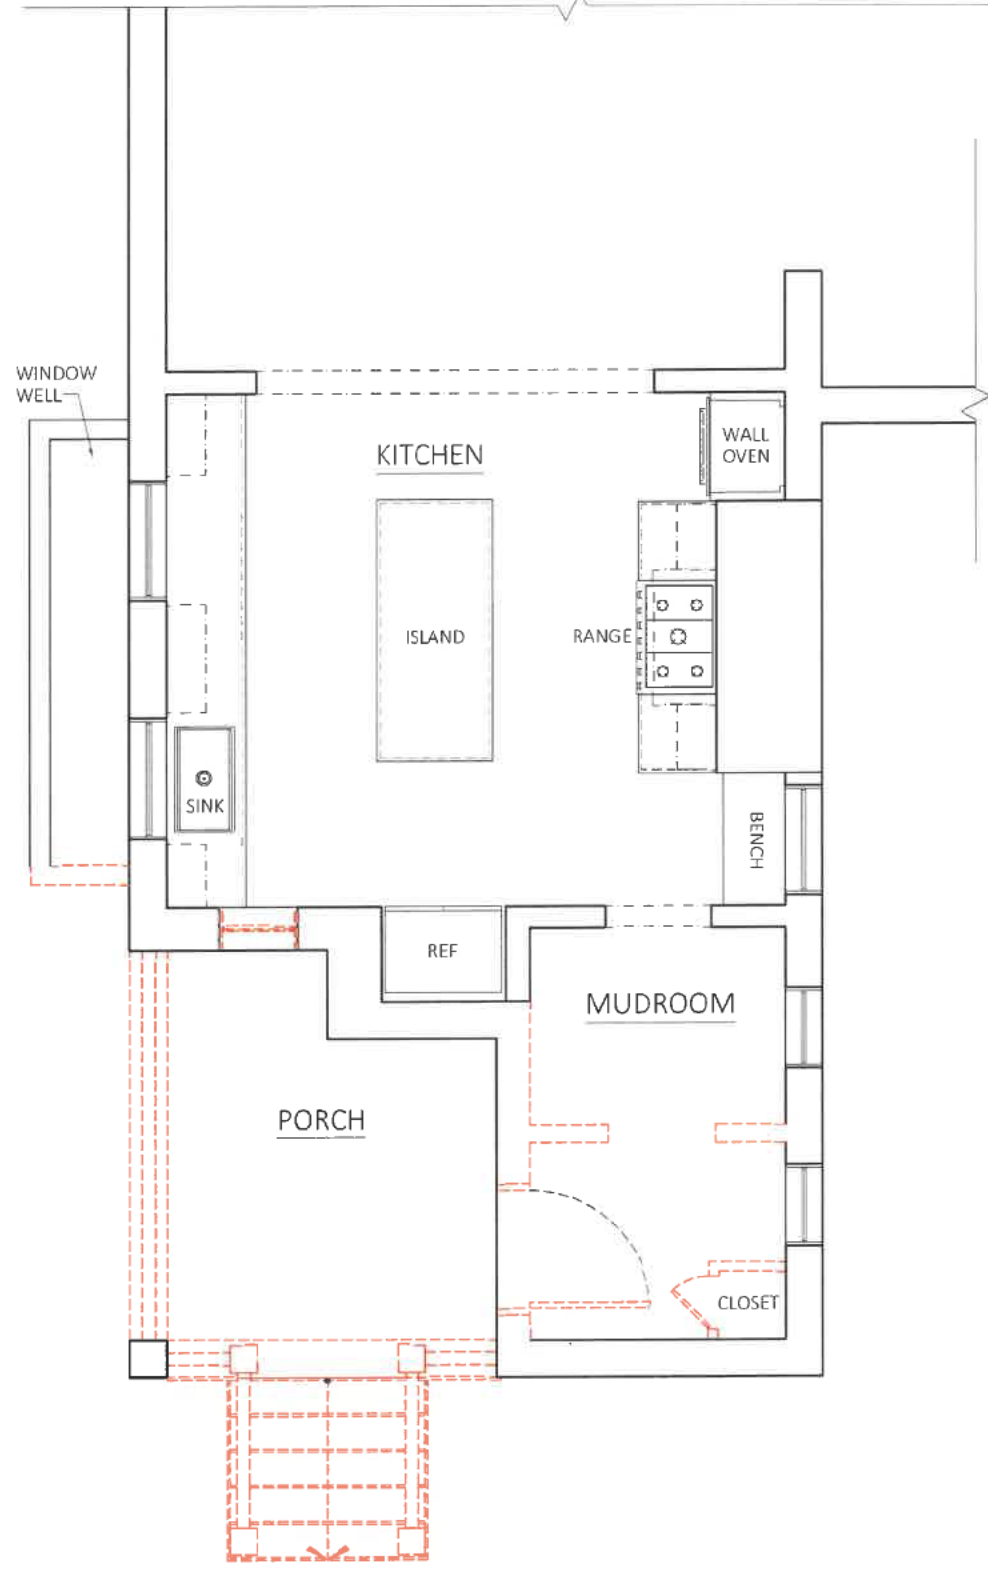 WINDOW
WELL
KITCHEN
WALL
OVEN
ISLAND
RANGE
SINK
BENCH
REF
MUDROOM
PORCH
CLOSET